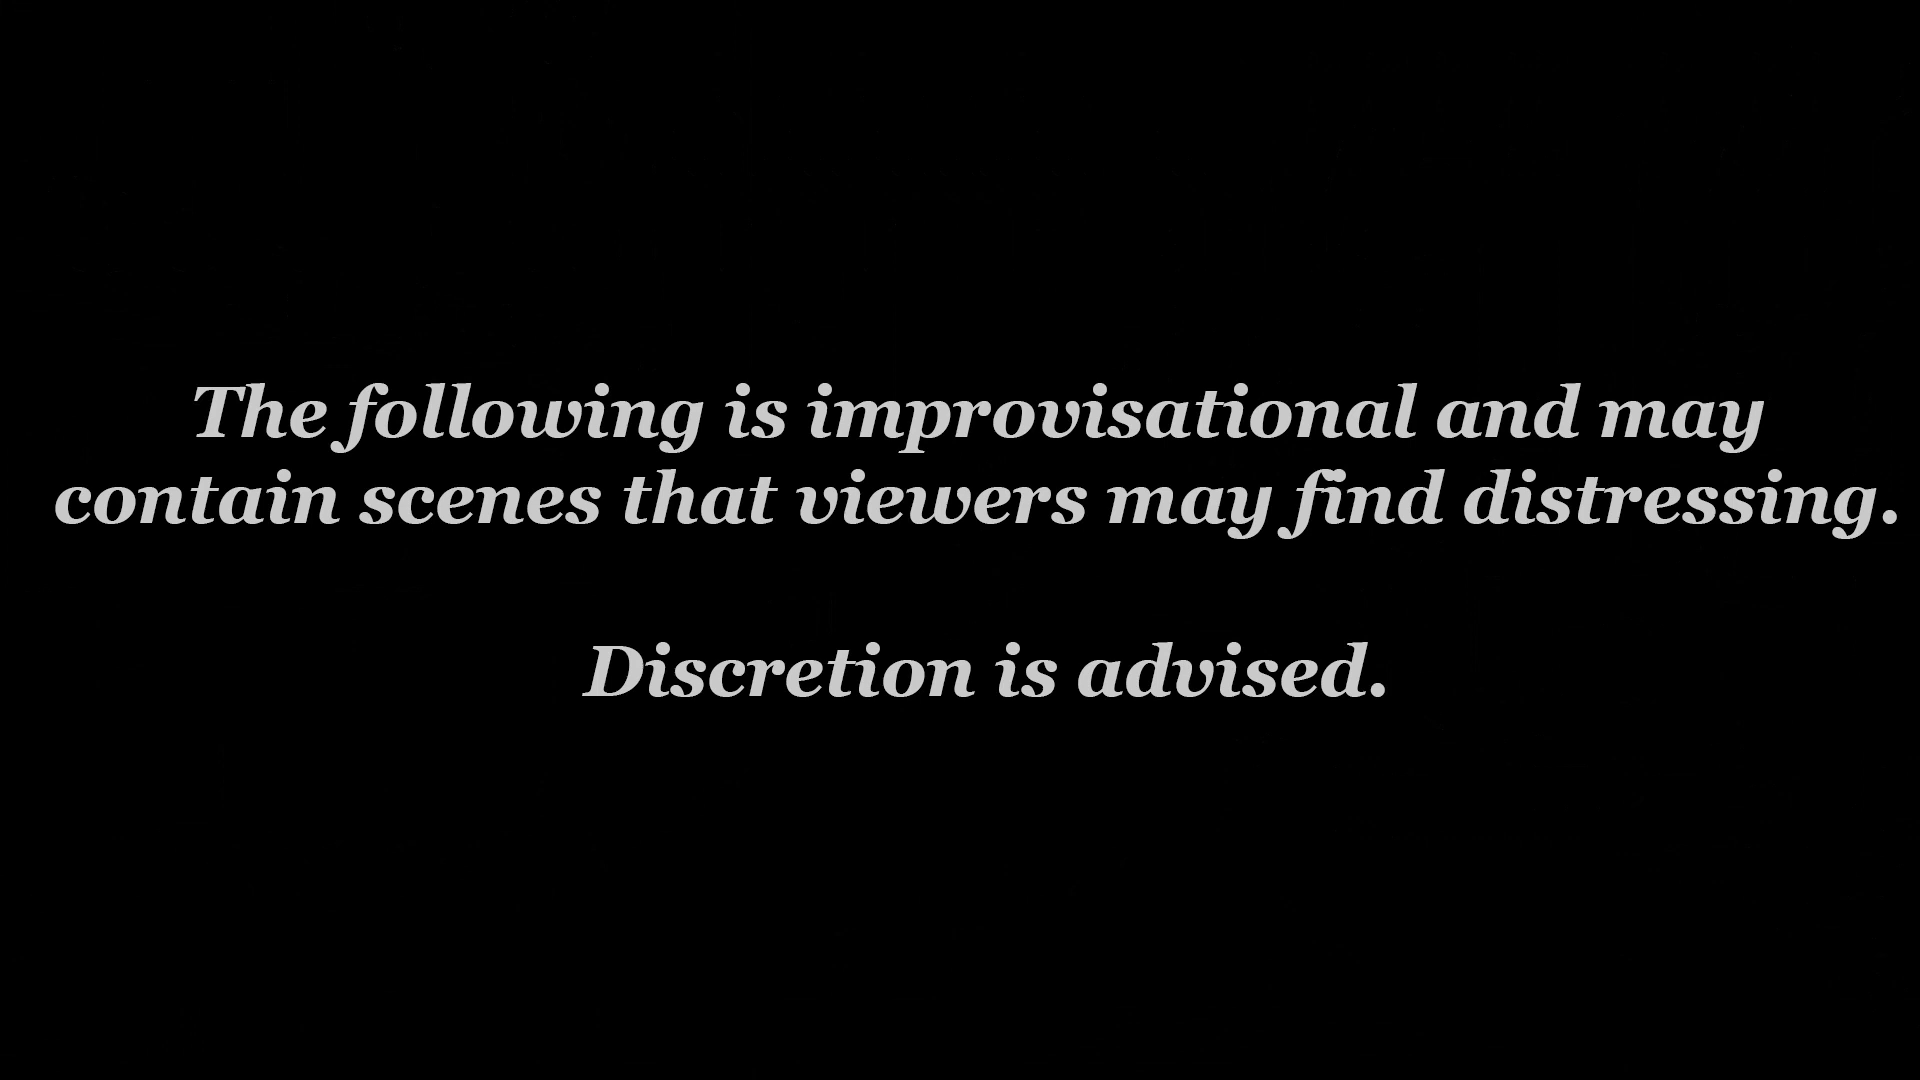 The following is improvisational and may
contain scenes that viewers may find distressing.
Discretion is advised.